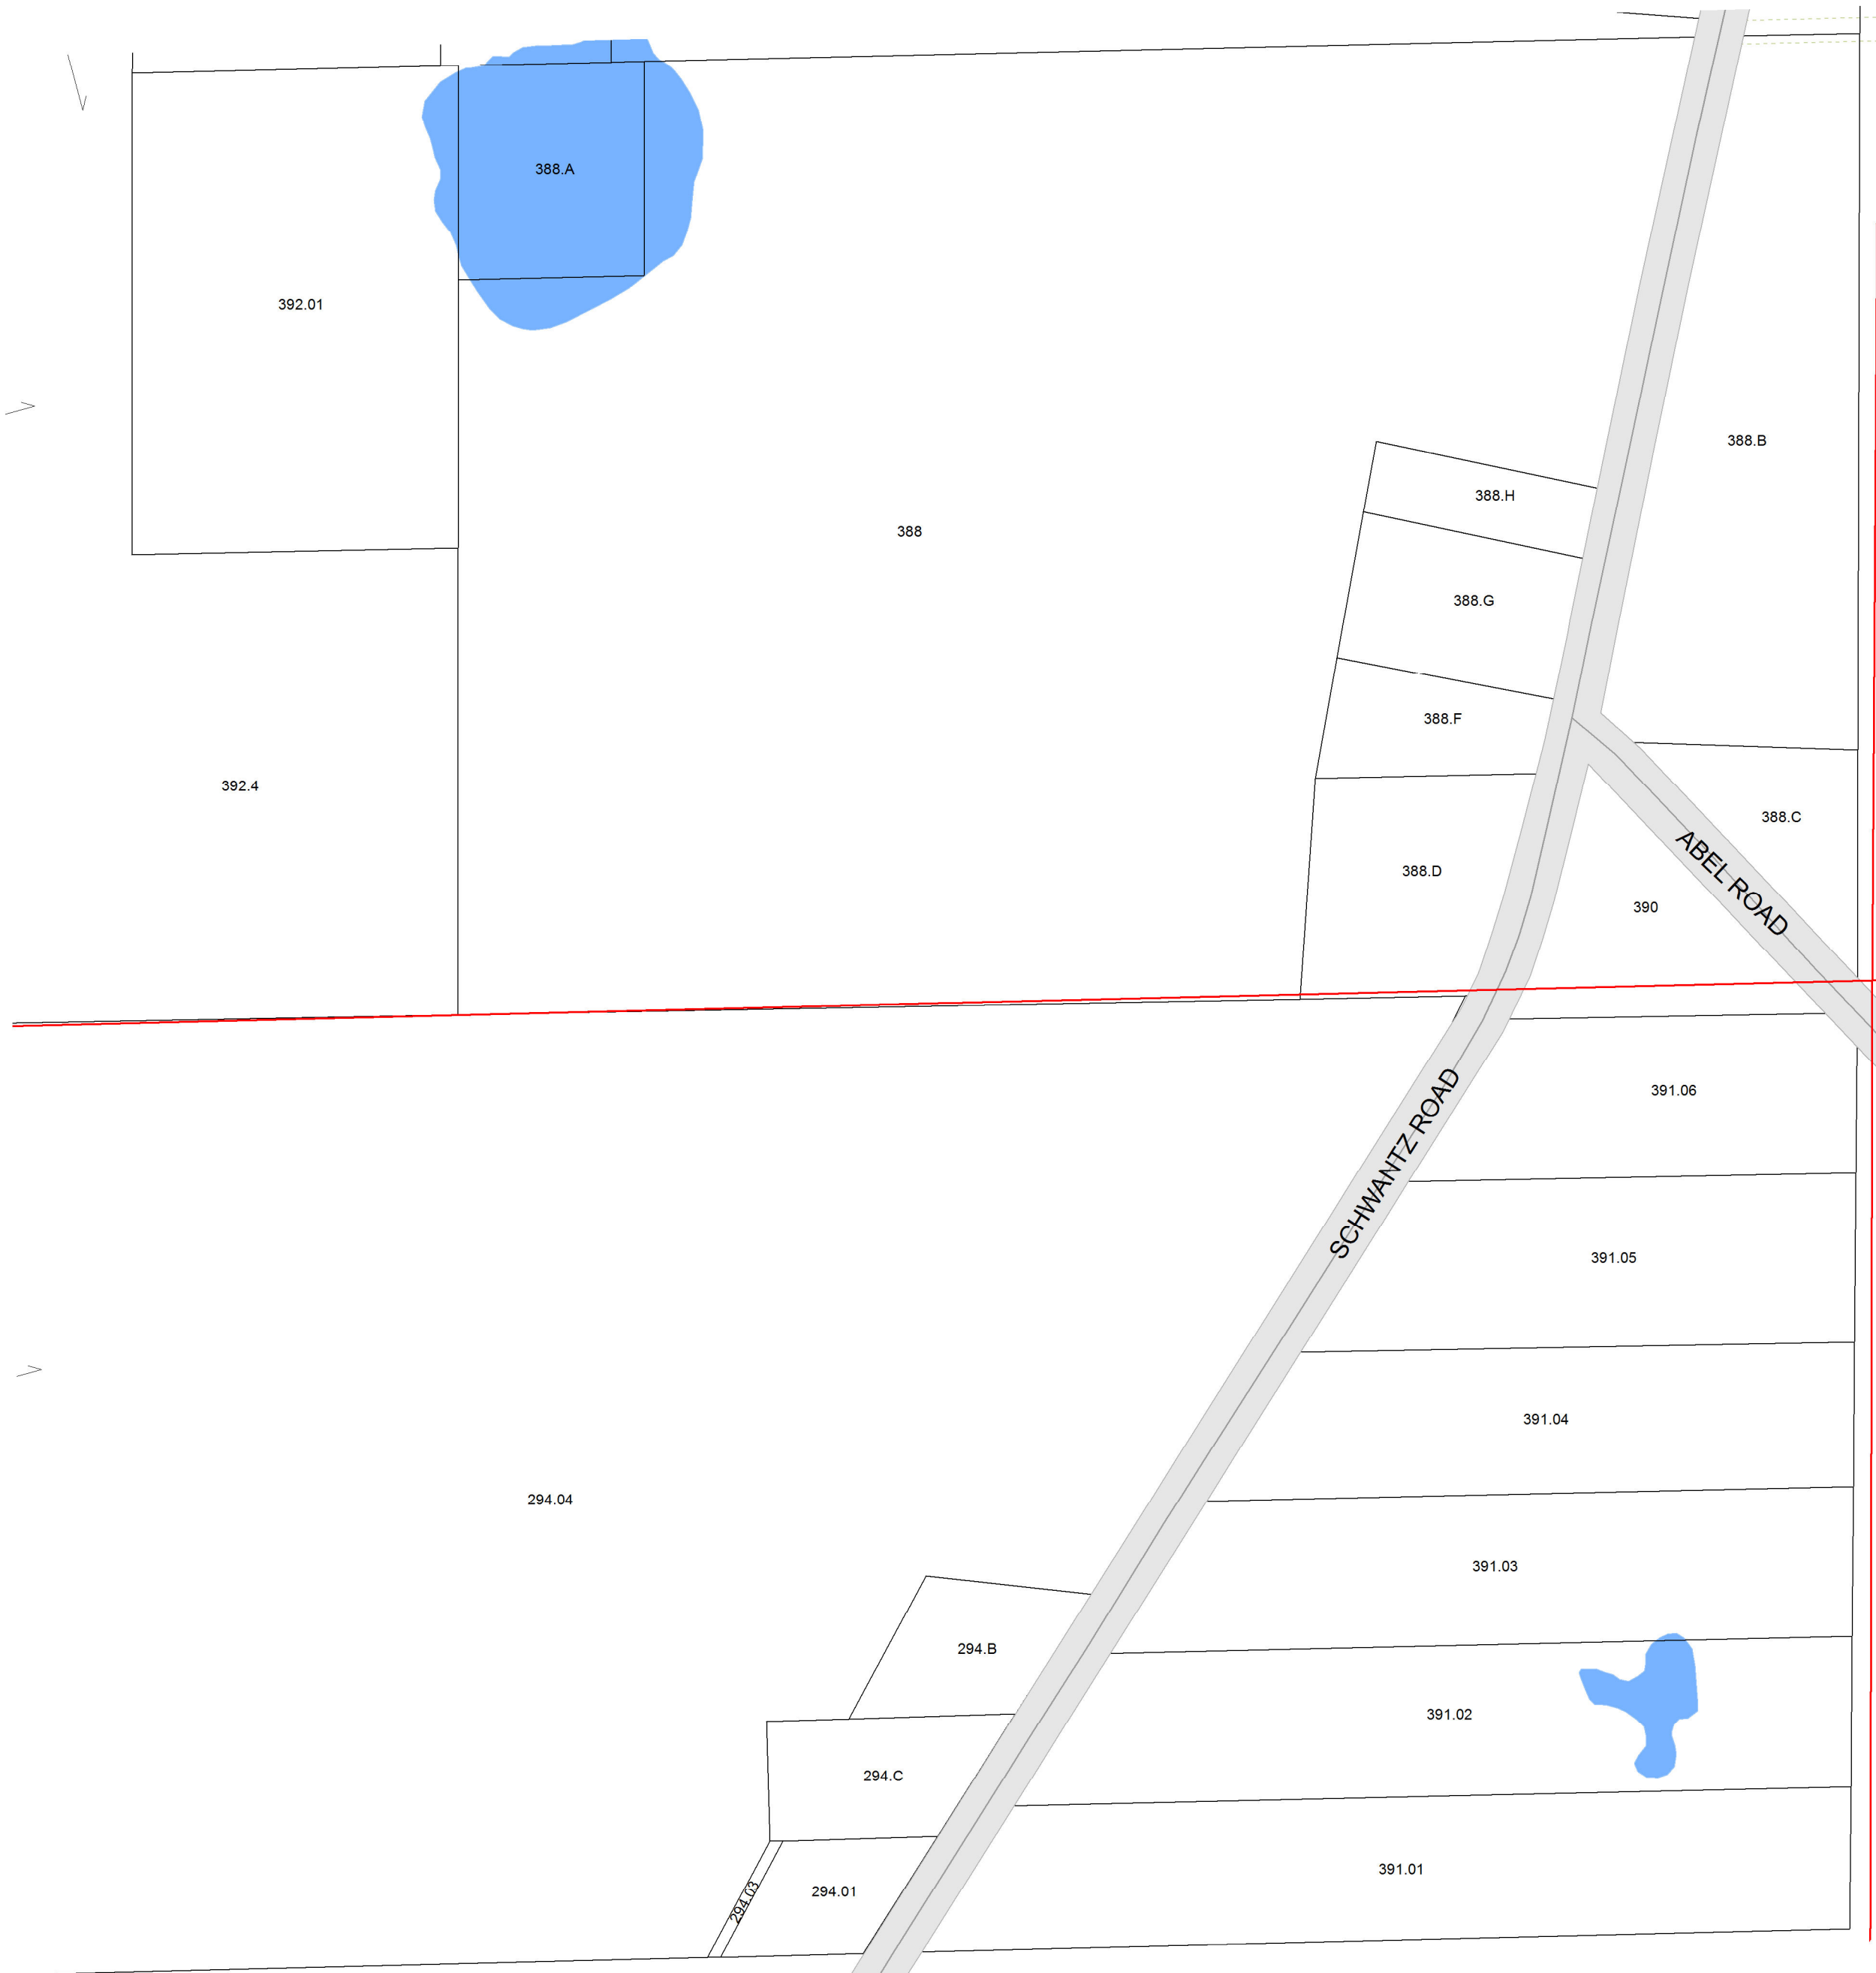 388.A
392.01
388.B
388.H
388
388.G
388.F
392.4
388.C
ABEL ROAD
388.D
390
391.06
SCHWANTZ ROAD
391.05
391.04
294.04
391.03
294.B
391.02
294.C
391.01
294.01
294.03